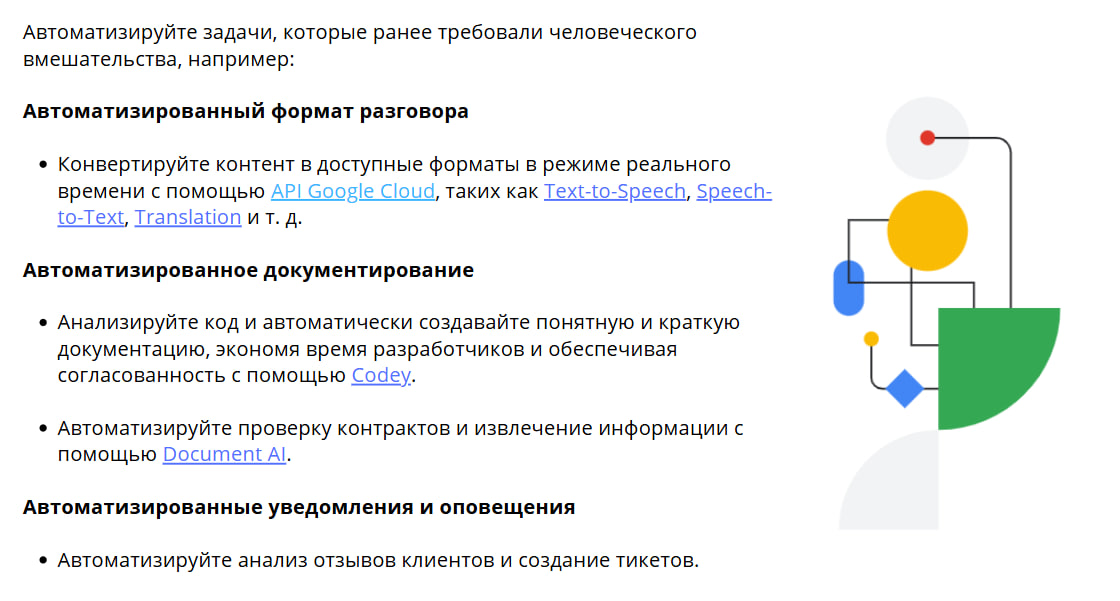 Автоматизируйте задачи, которые ранее требовали человеческого
вмешательства, например:
Автоматизированный формат разговора
• Конвертируйте контент в доступные форматы в режиме реального
времени с помощью API Google Cloud, таких как Text-to-Speech, Speech-
to-Text, Translation и т. д.
Автоматизированное документирование
• Анализируйте код и автоматически создавайте понятную и краткую
документацию, экономя время разработчиков и обеспечивая
согласованность с помощью Codey.
• Автоматизируйте проверку контрактов и извлечение информации с
помощью Document AI.
Автоматизированные уведомления и оповещения
• Автоматизируйте анализ отзывов клиентов и создание тикетов.